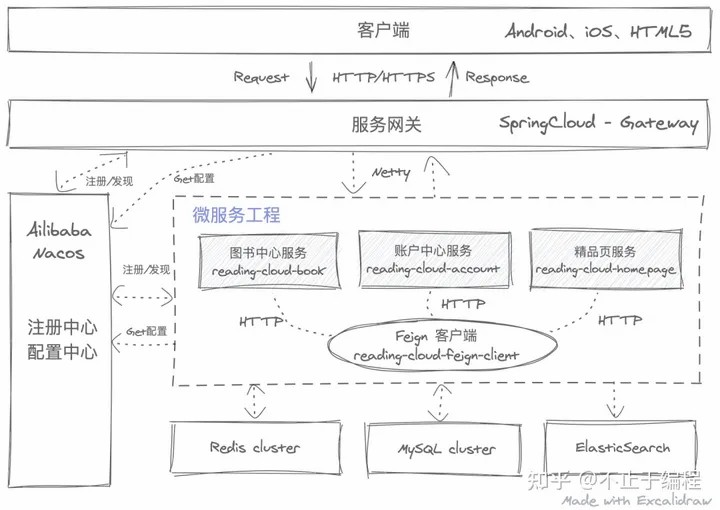 客户端 Android、iOS、HTML5
Request HTTP/HTTPS Response
服务网关 SpringCloud - Gateway
注册/发现 Get配置 Netty
Ailibaba
Nacos
注册中心
配置中心
微服务工程
图书中心服务
reading-cloud-book
账户中心服务
reading-cloud-account
精品页服务
reading-cloud-homepage
注册/发现
Get配置
HTTP
HTTP
HTTP
Feign 客户端
reading-cloud-feign-client
Redis cluster
MySQL cluster
ElasticSearch
知乎 @不止于编程
Made with Excalidraw